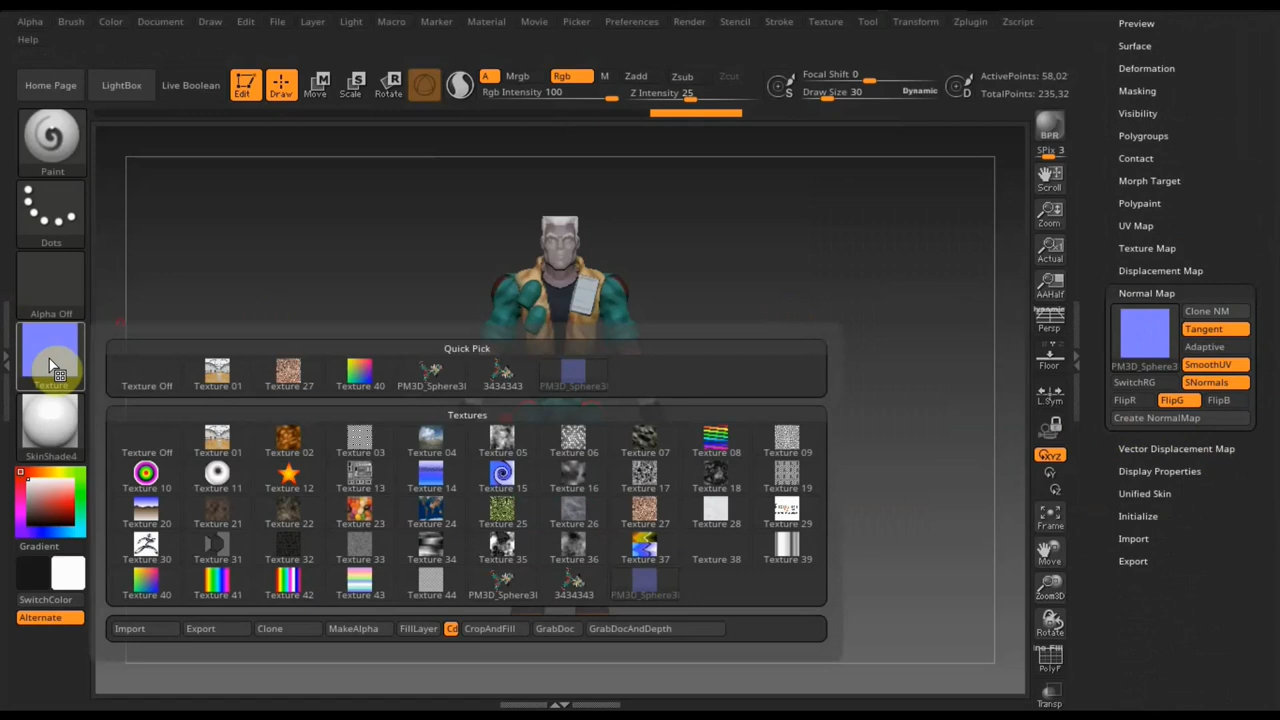 Alpha Brush Color Document Draw Edit File Layer Light Macro Marker Material Movie Picker Preferences Render Stencil Stroke Texture Tool Transform Zplugin Zscript
Help
Home Page LightBox Live Boolean Edit Draw Move Scale Rotate A Mrgb Rgb M Zadd Zsub Zcut Focal Shift 0 ActivePoints: 58,02
Rgb Intensity 100 Z Intensity 25 S Draw Size 30 Dynamic D TotalPoints: 235,32
Paint
Dots
Alpha Off
Texture
SkinShade4
Gradient
SwitchColor
Alternate
Quick Pick
Texture Off Texture 01 Texture 27 Texture 40 PM3D_Sphere3I 3434343 PM3D_Sphere3I
Textures
Texture Off Texture 01 Texture 02 Texture 03 Texture 04 Texture 05 Texture 06 Texture 07 Texture 08 Texture 09
Texture 10 Texture 11 Texture 12 Texture 13 Texture 14 Texture 15 Texture 16 Texture 17 Texture 18 Texture 19
Texture 20 Texture 21 Texture 22 Texture 23 Texture 24 Texture 25 Texture 26 Texture 27 Texture 28 Texture 29
Texture 30 Texture 31 Texture 32 Texture 33 Texture 34 Texture 35 Texture 36 Texture 37 Texture 38 Texture 39
Texture 40 Texture 41 Texture 42 Texture 43 Texture 44 PM3D_Sphere3I 3434343 PM3D_Sphere3I
Import Export Clone MakeAlpha FillLayer Cd CropAndFill GrabDoc GrabDocAndDepth
BPR
SPix 3
Scroll
Zoom
Actual
AAHalf
Dynamic
Persp
Floor
L.Sym
XYZ
Frame
Move
Zoom3D
Rotate
PolyF
Transp
Preview
Surface
Deformation
Masking
Visibility
Polygroups
Contact
Morph Target
Polypaint
UV Map
Texture Map
Displacement Map
Normal Map
Clone NM
Tangent
Adaptive
PM3D_Sphere3 SmoothUV
SwitchRG SNormals
FlipR FlipG FlipB
Create NormalMap
Vector Displacement Map
Display Properties
Unified Skin
Initialize
Import
Export